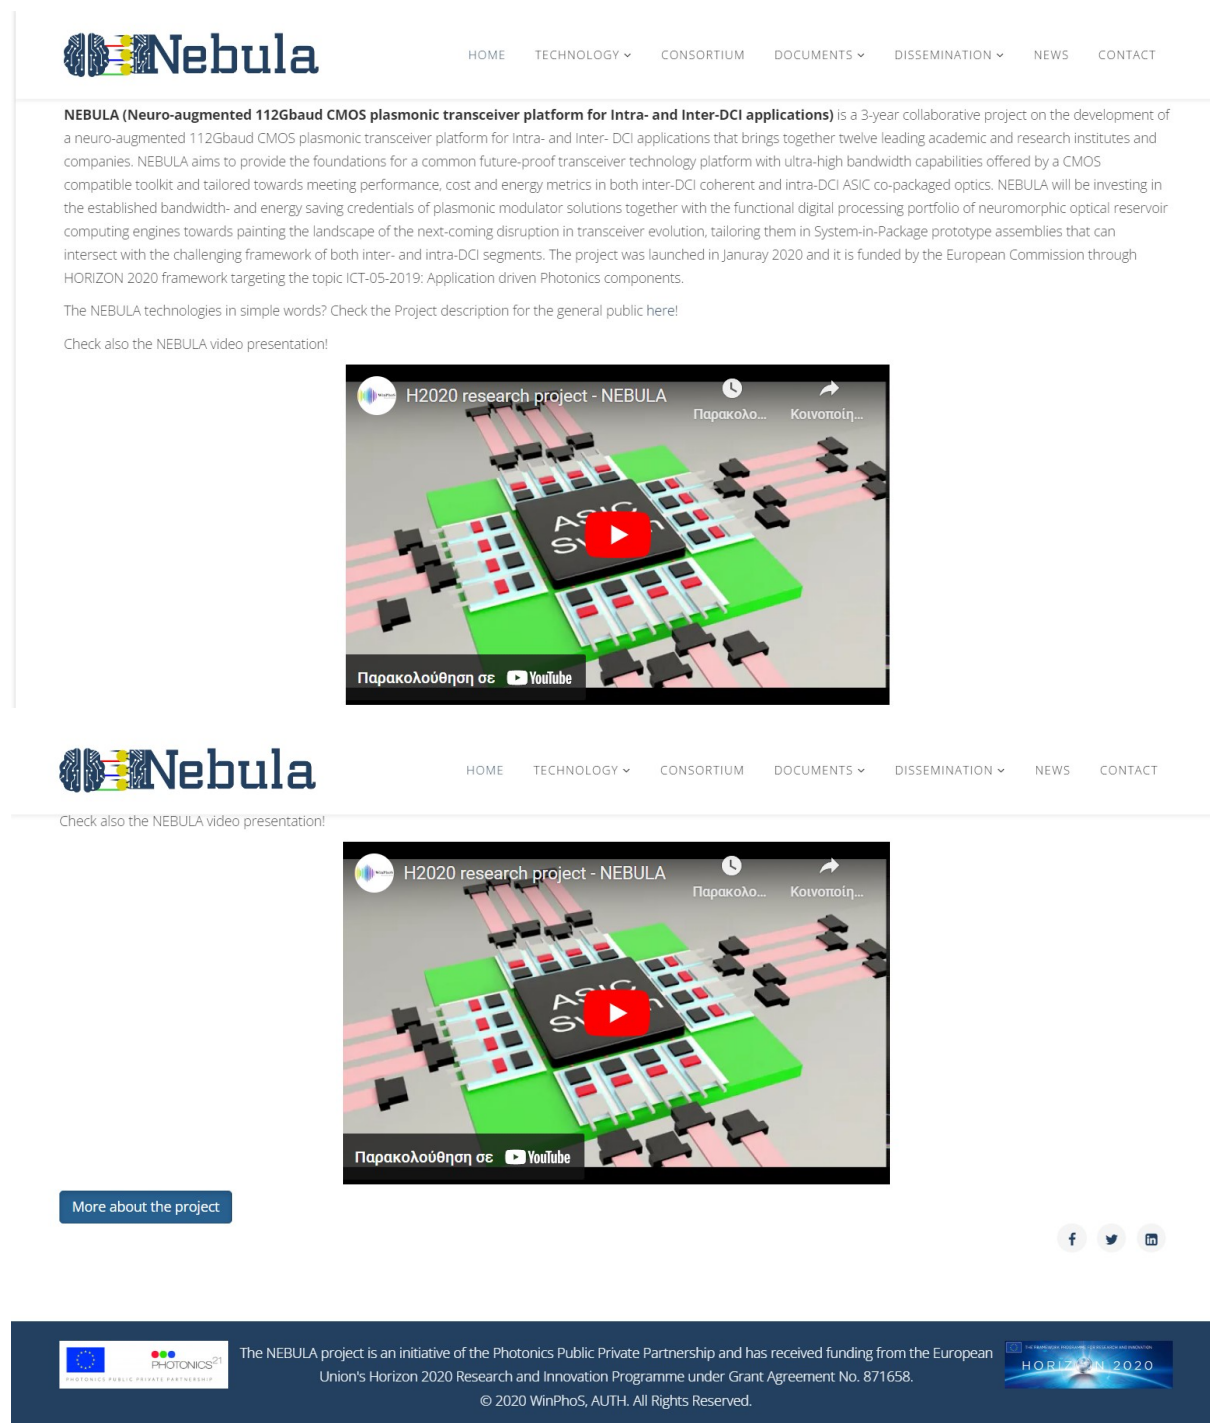 Nebula
HOME TECHNOLOGY CONSORTIUM DOCUMENTS DISSEMINATION NEWS CONTACT
NEBULA (Neuro-augmented 112Gbaud CMOS plasmonic transceiver platform for Intra- and Inter-DCI applications) is a 3-year collaborative project on the development of
a neuro-augmented 112Gbaud CMOS plasmonic transceiver platform for Intra- and Inter- DCI applications that brings together twelve leading academic and research institutes and
companies. NEBULA aims to provide the foundations for a common future-proof transceiver technology platform with ultra-high bandwidth capabilities offered by a CMOS
compatible toolkit and tailored towards meeting performance, cost and energy metrics in both inter-DCI coherent and intra-DCI ASIC co-packaged optics. NEBULA will be investing in
the established bandwidth- and energy saving credentials of plasmonic modulator solutions together with the functional digital processing portfolio of neuromorphic optical reservoir
computing engines towards painting the landscape of the next-coming disruption in transceiver evolution, tailoring them in System-in-Package prototype assemblies that can
intersect with the challenging framework of both inter- and intra-DCI segments. The project was launched in Januray 2020 and it is funded by the European Commission through
HORIZON 2020 framework targeting the topic ICT-05-2019: Application driven Photonics components.
The NEBULA technologies in simple words? Check the Project description for the general public here!
Check also the NEBULA video presentation!
H2020 research project - NEBULA
Παρακολο... Κοινοποίη...
ASIC
Παρακολούθηση σε YouTube
Nebula
HOME TECHNOLOGY CONSORTIUM DOCUMENTS DISSEMINATION NEWS CONTACT
Check also the NEBULA video presentation!
H2020 research project - NEBULA
Παρακολο... Κοινοποίη...
ASIC
Παρακολούθηση σε YouTube
More about the project
PHOTONICS21
PHOTONICS PUBLIC PRIVATE PARTNERSHIP
The NEBULA project is an initiative of the Photonics Public Private Partnership and has received funding from the European
Union's Horizon 2020 Research and Innovation Programme under Grant Agreement No. 871658.
© 2020 WinPhoS, AUTH. All Rights Reserved.
THE FRAMEWORK PROGRAMME FOR RESEARCH AND INNOVATION
HORIZON 2020